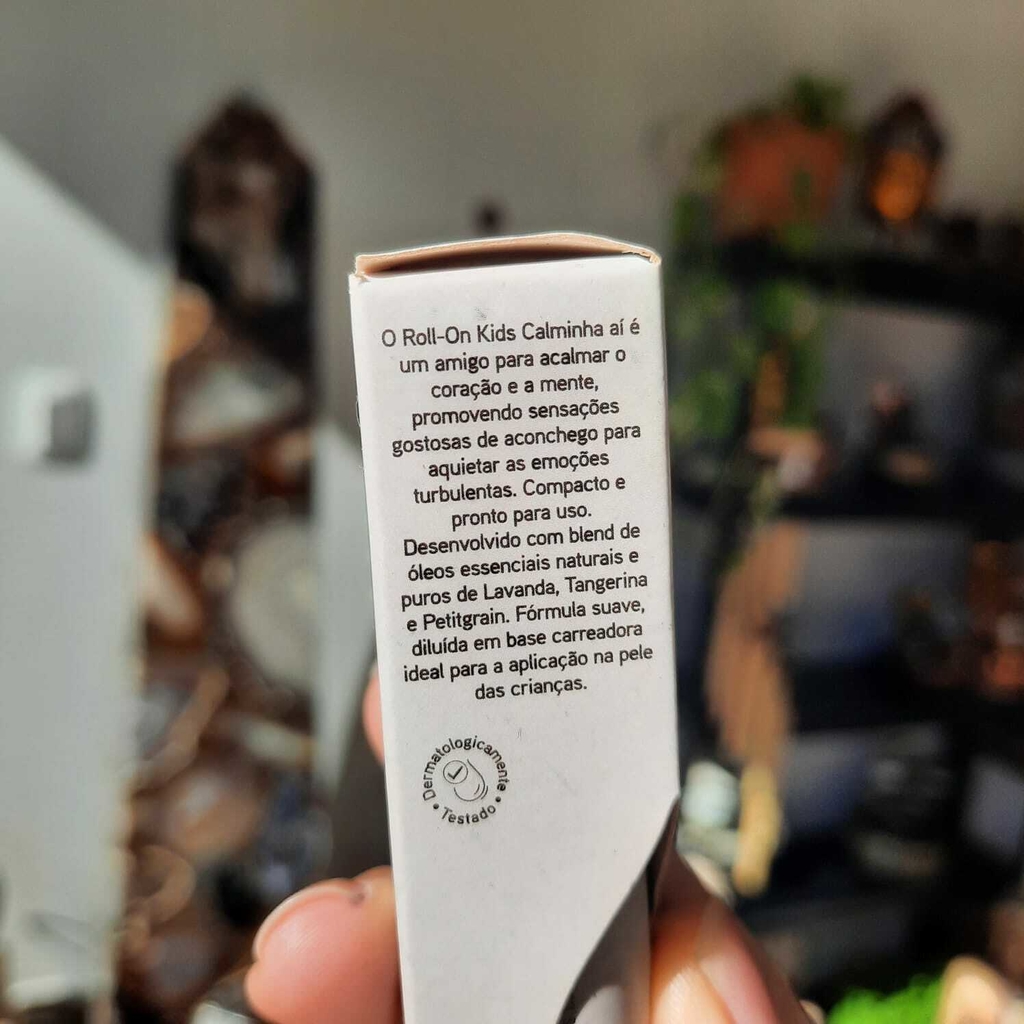 O Roll-On Kids Calminha aí é
um amigo para acalmar o
coração e a mente,
promovendo sensações
gostosas de aconchego para
aquietar as emoções
turbulentas. Compacto e
pronto para uso.
Desenvolvido com blend de
óleos essenciais naturais e
puros de Lavanda, Tangerina
e Petitgrain. Fórmula suave,
diluída em base carreadora
ideal para a aplicação na pele
das crianças.
Dermatologicamente
• Testado •